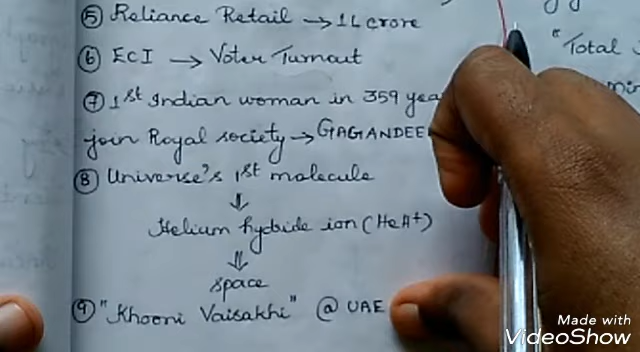 ⑤ Reliance Retail → 1L crore
⑥ ECI → Voter Turnout
"Total
⑦ 1st Indian woman in 359 yea
join Royal society → GAGANDEE
⑧ Universe's 1st molecule
⇓
Helium hydride ion (HeH+)
⇓
space
⑨ "Khooni Vaisakhi" @ UAE
Made with
VideoShow